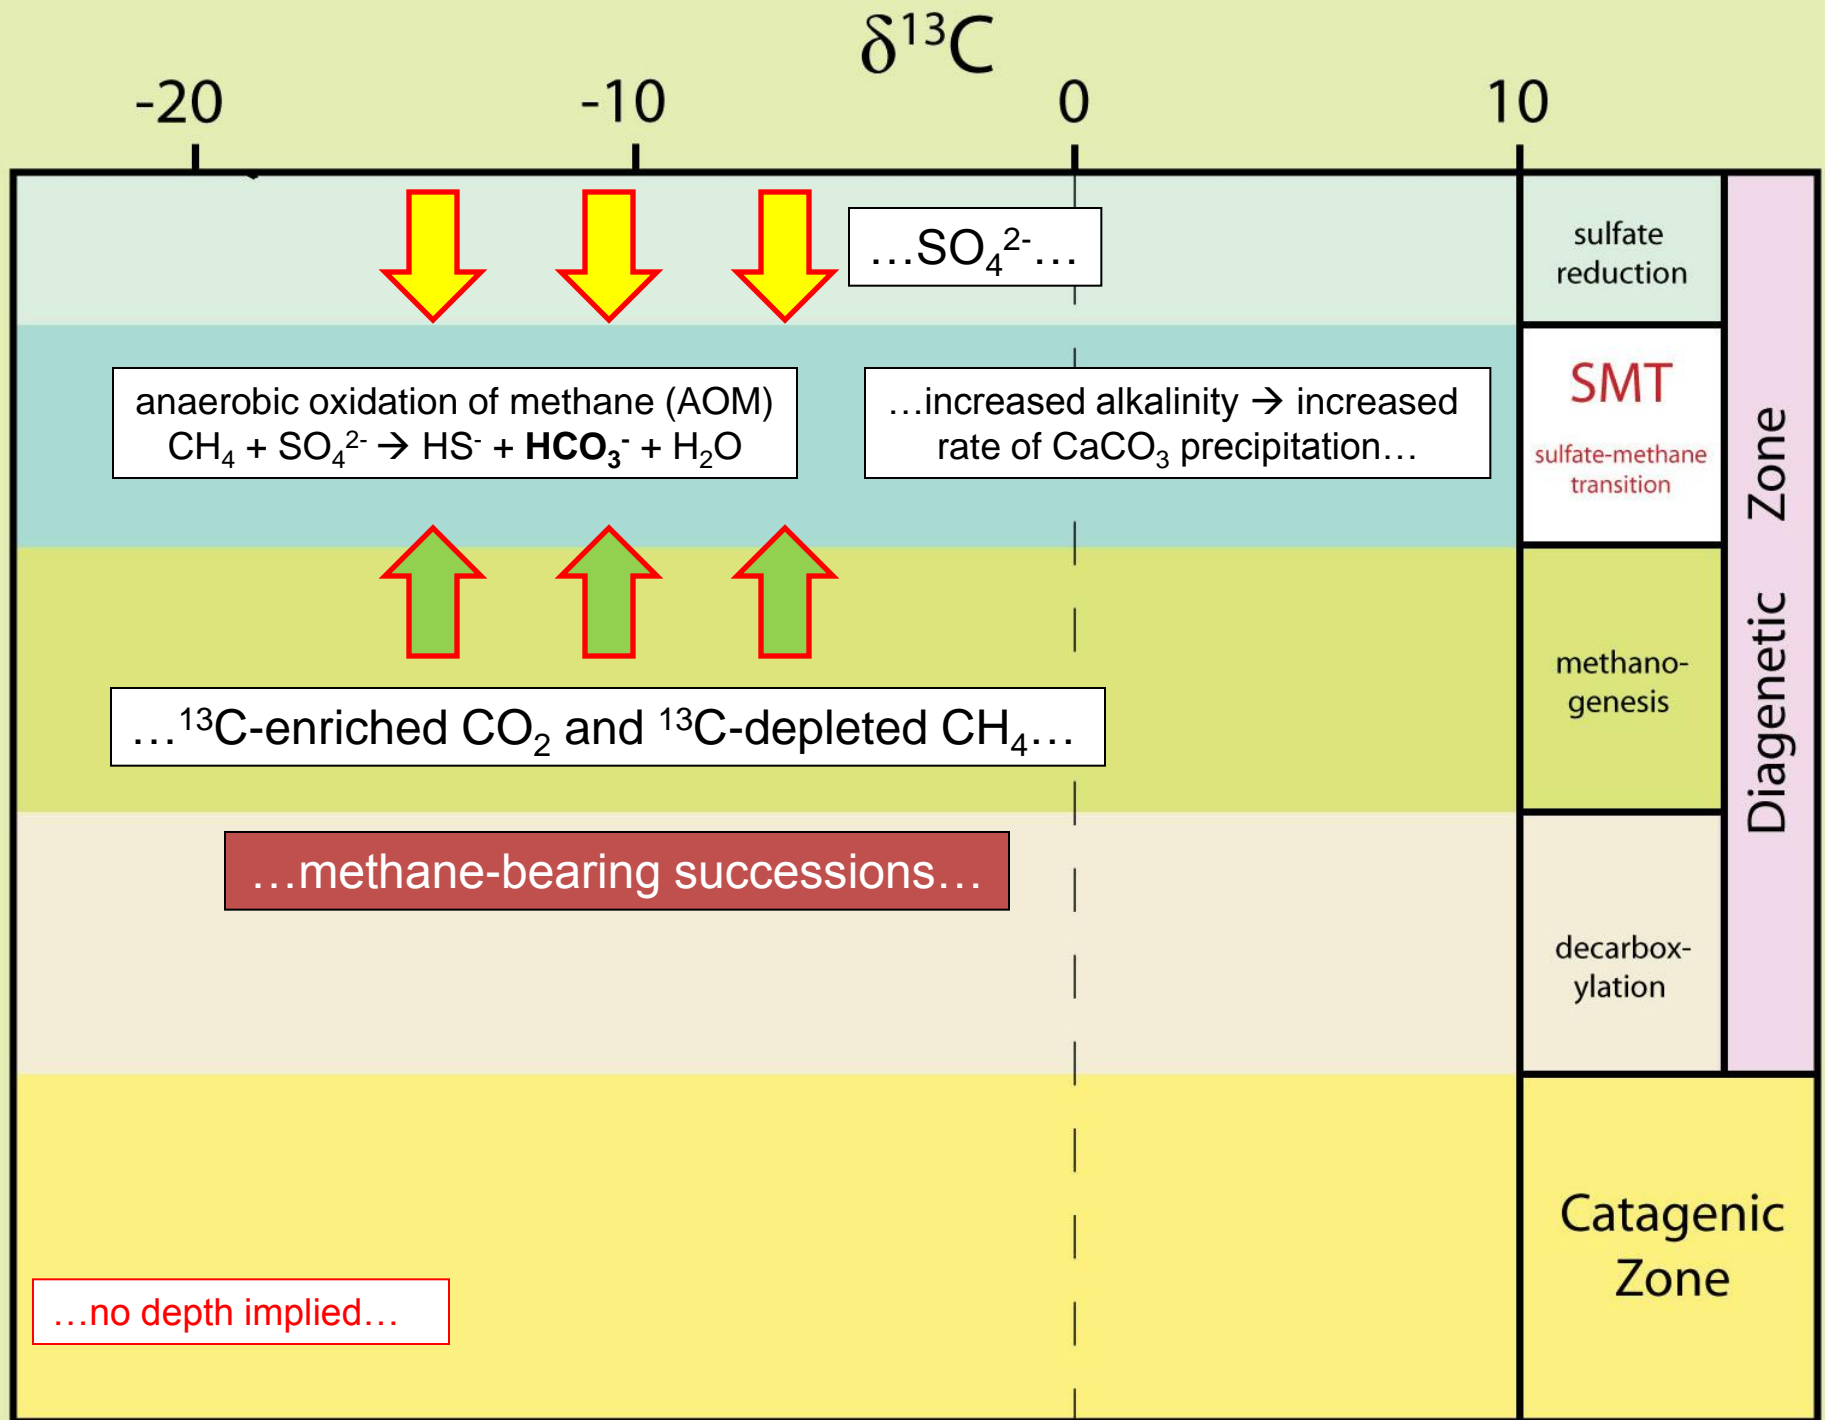 δ¹³C
-20 -10 0 10
…SO₄²⁻…
sulfate
reduction
anaerobic oxidation of methane (AOM)
CH₄ + SO₄²⁻ → HS⁻ + HCO₃⁻ + H₂O
…increased alkalinity → increased
rate of CaCO₃ precipitation…
SMT
sulfate-methane
transition
…¹³C-enriched CO₂ and ¹³C-depleted CH₄…
methano-
genesis
…methane-bearing successions…
decarbox-
ylation
Diagenetic Zone
Catagenic
Zone
…no depth implied…